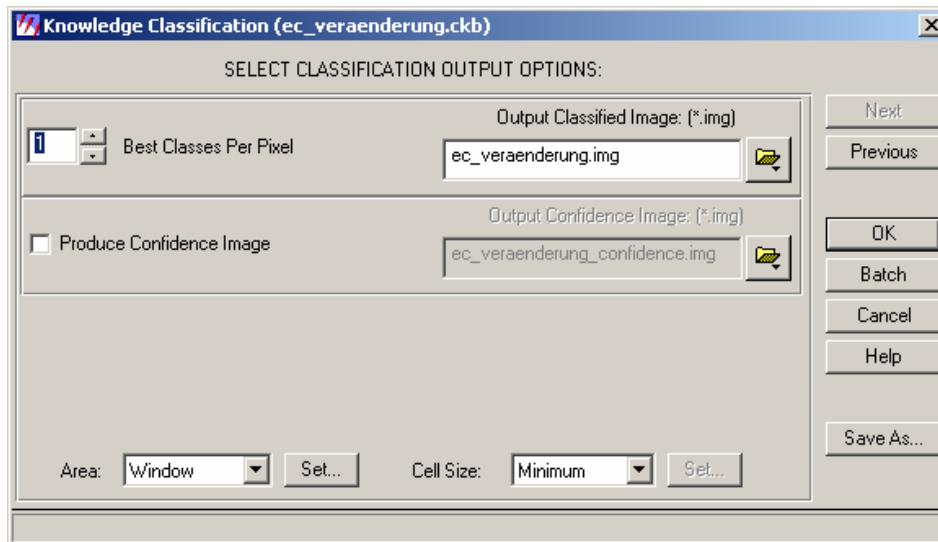 Knowledge Classification (ec_veraenderung.ckb)
SELECT CLASSIFICATION OUTPUT OPTIONS:
Output Classified Image: (*.img)
1 Best Classes Per Pixel
ec_veraenderung.img
Output Confidence Image: (*.img)
Produce Confidence Image
ec_veraenderung_confidence.img
Area: Window Set... Cell Size: Minimum Set...
Next
Previous
OK
Batch
Cancel
Help
Save As...